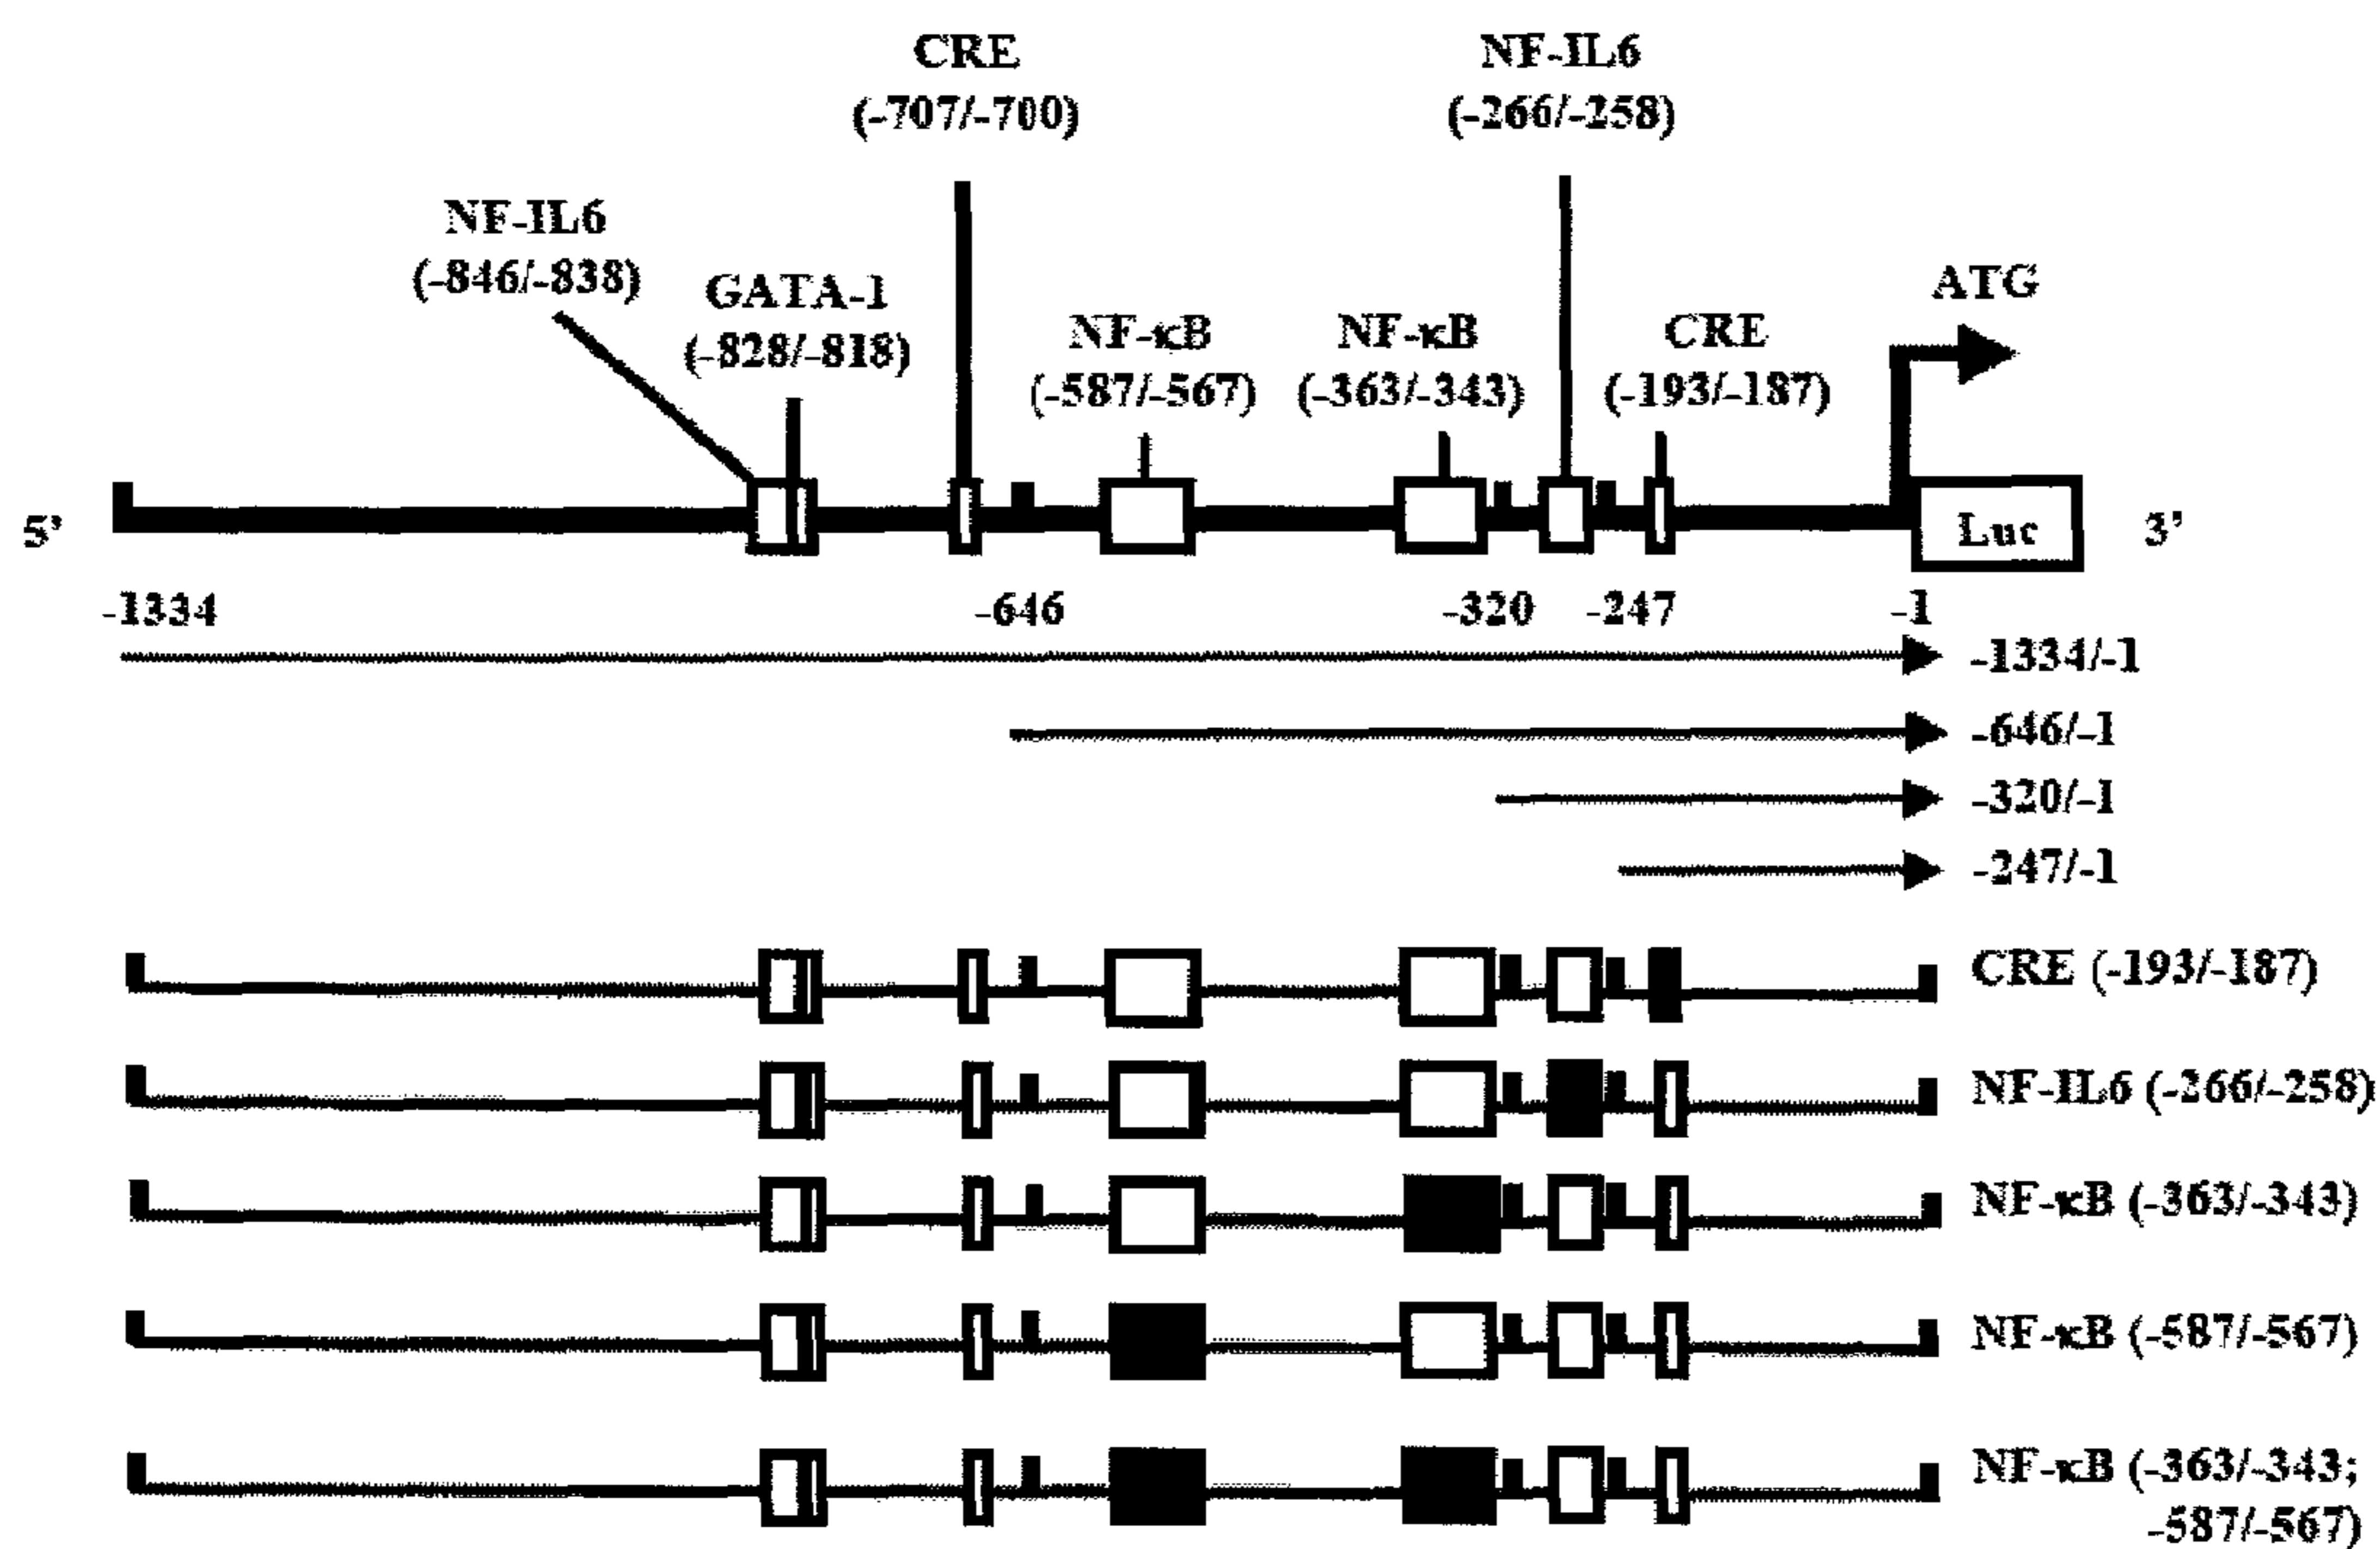 CRE
(-707/-700)
NF-IL6
(-266/-258)
NF-IL6
(-846/-838)
GATA-1
(-828/-818)
NF-κB
(-587/-567)
NF-κB
(-363/-343)
CRE
(-193/-187)
ATG
5’
Luc
3’
-1334
-646
-320
-247
-1
-1334/-1
-646/-1
-320/-1
-247/-1
CRE (-193/-187)
NF-IL6 (-266/-258)
NF-κB (-363/-343)
NF-κB (-587/-567)
NF-κB (-363/-343;
-587/-567)